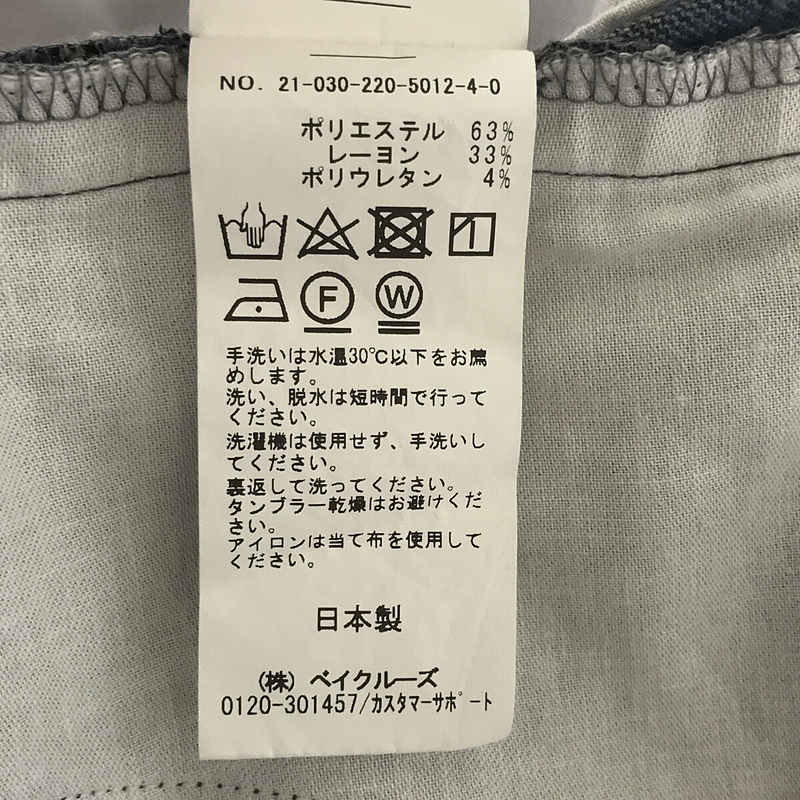 NO. 21-030-220-5012-4-0
ポリエステル 63%
レーヨン 33%
ポリウレタン 4%
F W
手洗いは水温30℃以下をお薦
めします。
洗い、脱水は短時間で行って
ください。
洗濯機は使用せず、手洗いし
てください。
裏返して洗ってください。
タンブラー乾燥はお避けくだ
さい。
アイロンは当て布を使用して
ください。
日本製
(株) ベイクルーズ
0120-301457/カスタマーサポート